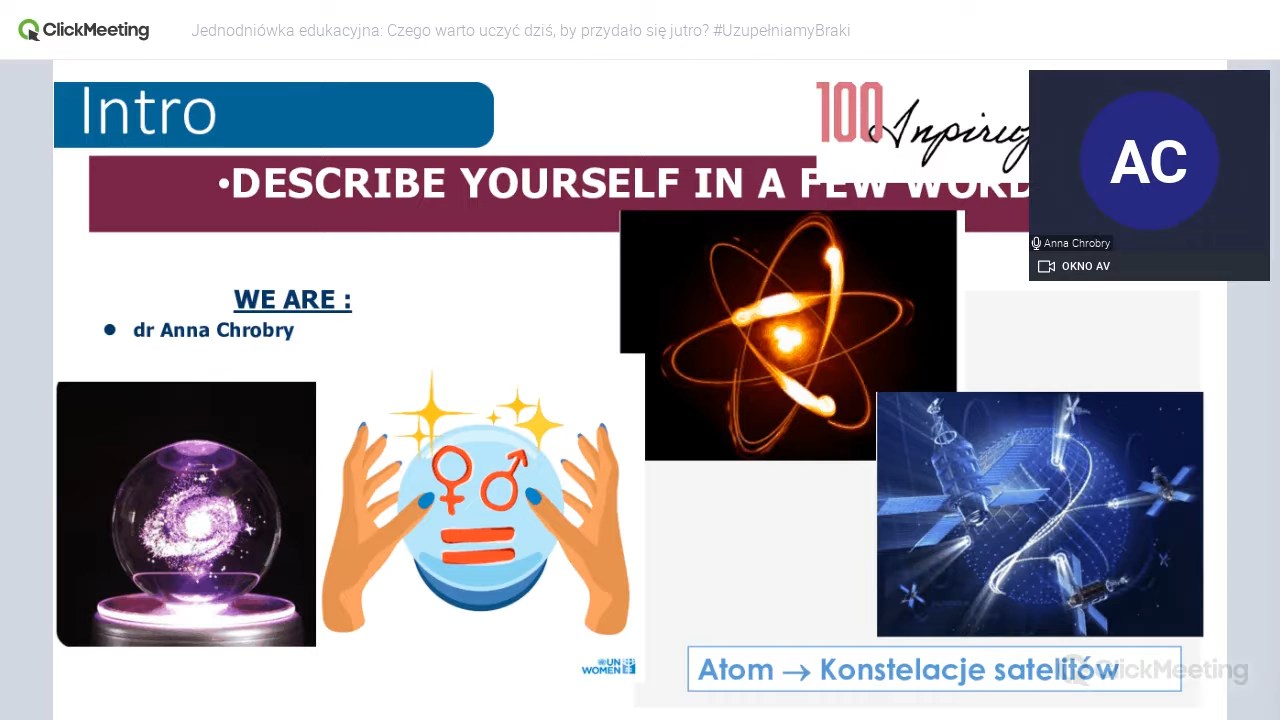 ClickMeeting
Jednodniówka edukacyjna: Czego warto uczyć dziś, by przydało się jutro? #UzupełniamyBraki
Intro
100
•DESCRIBE YOURSELF IN A FEW WORD
AC
Anna Chrobry
OKNO AV
WE ARE :
● dr Anna Chrobry
UN
WOMEN
Atom → Konstelacje satelitów
ClickMeeting